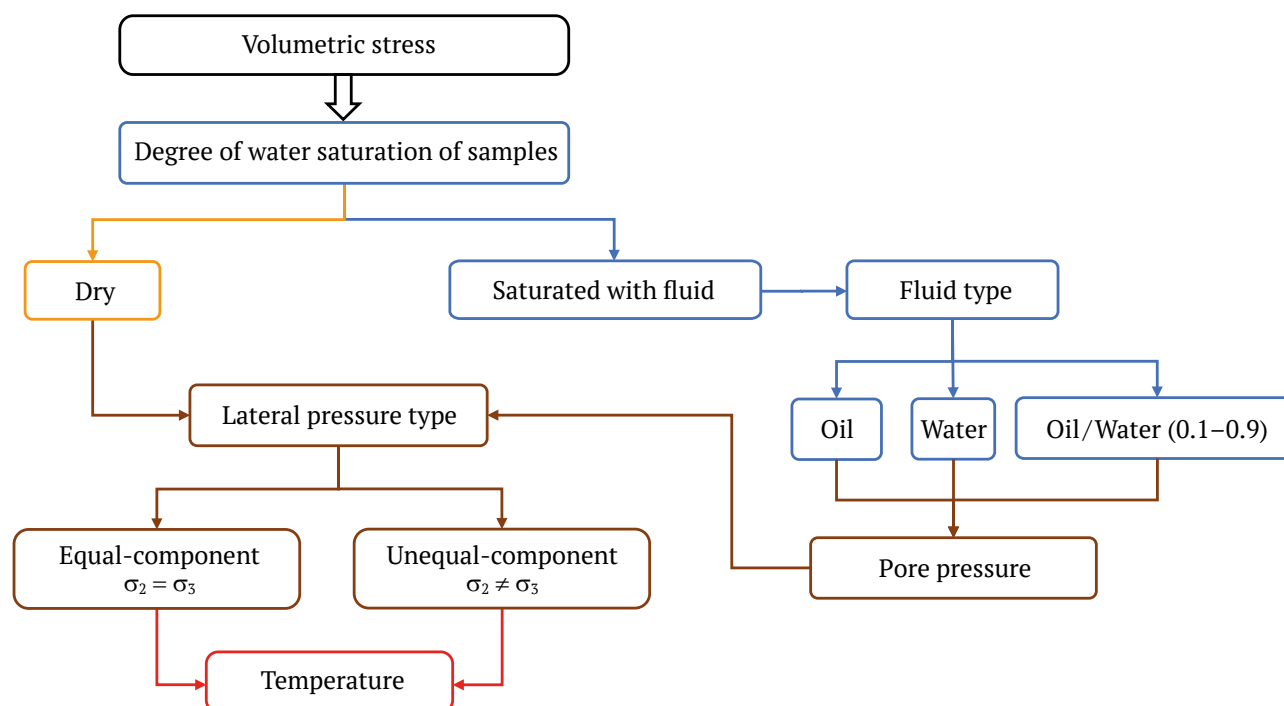 Volumetric stress
Degree of water saturation of samples
Dry
Saturated with fluid
Fluid type
Lateral pressure type
Oil
Water
Oil/Water (0.1–0.9)
Equal-component
σ₂ = σ₃
Unequal-component
σ₂ ≠ σ₃
Pore pressure
Temperature